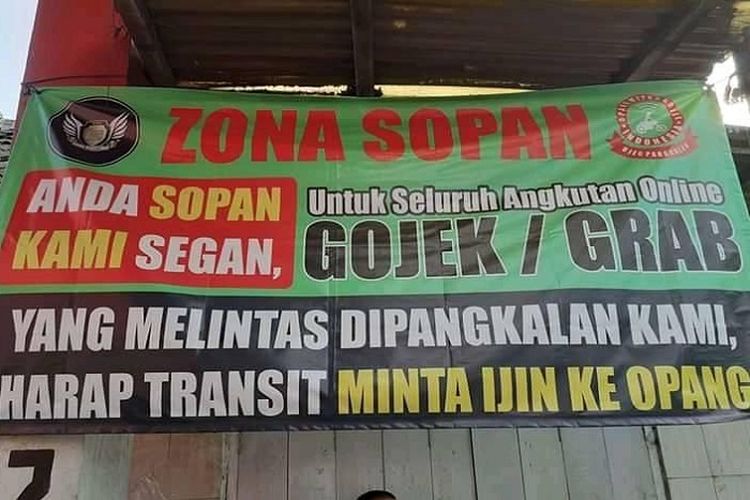 ZONA SOPAN
ANDA SOPAN
KAMI SEGAN,
Untuk Seluruh Angkutan Online
GOJEK / GRAB
YANG MELINTAS DIPANGKALAN KAMI,
HARAP TRANSIT MINTA IJIN KE OPANG